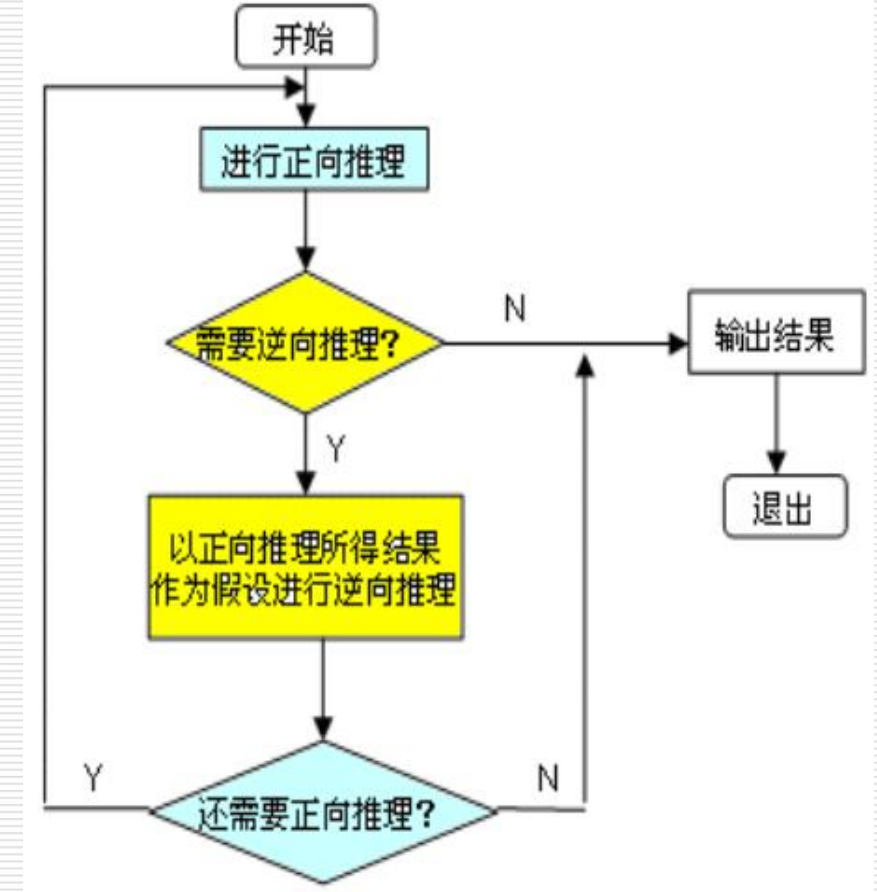 开始
进行正向推理
需要逆向推理?
N
输出结果
Y
退出
以正向推理所得结果
作为假设进行逆向推理
Y
还需要正向推理?
N